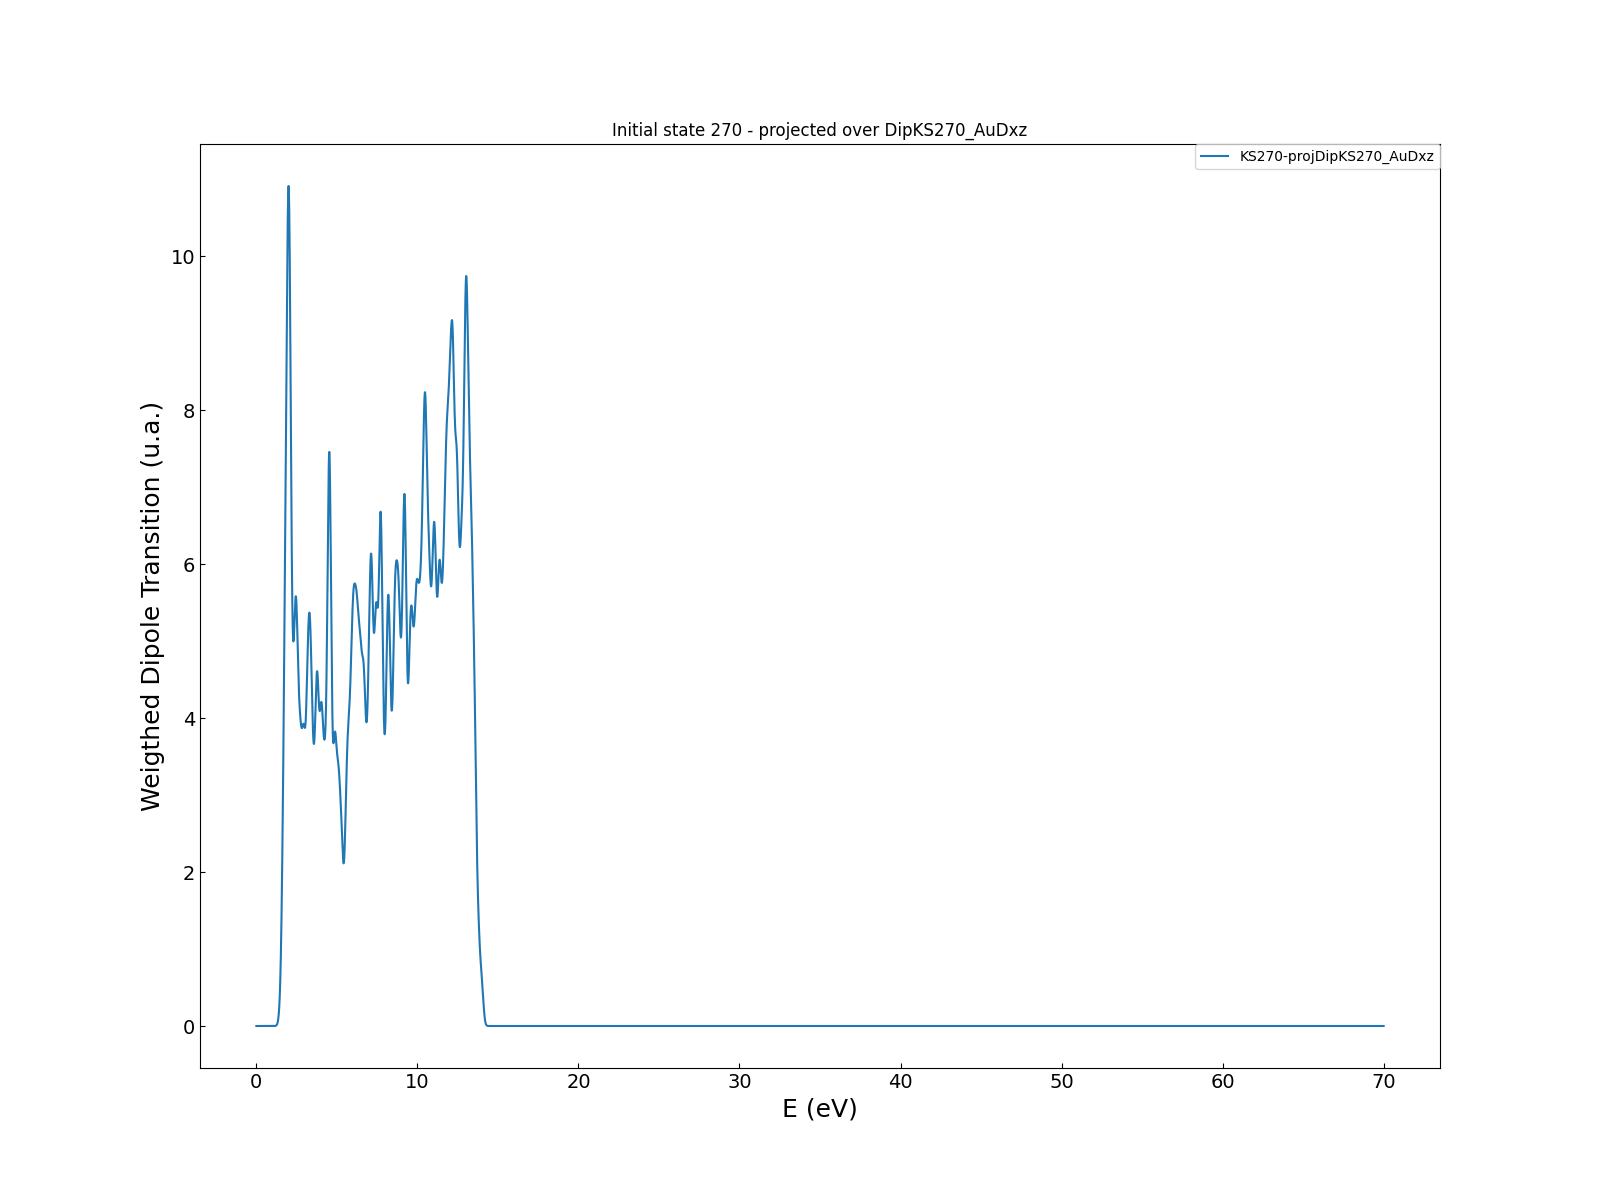 Initial state 270 - projected over DipKS270_AuDxz
KS270-projDipKS270_AuDxz
Weigthed Dipole Transition (u.a.)
10
8
6
4
2
0
0 10 20 30 40 50 60 70
E (eV)